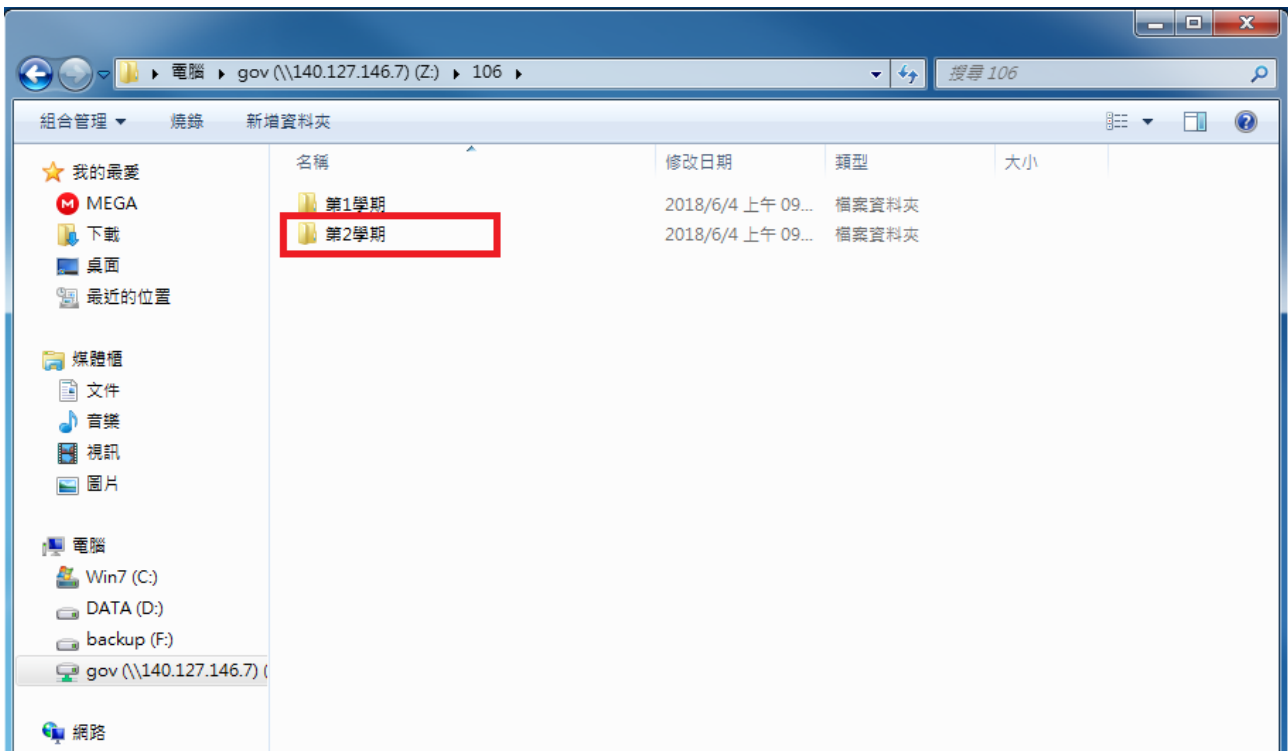 電腦 gov (\\140.127.146.7) (Z:) 106
搜尋 106
組合管理 燒錄 新增資料夾
名稱 修改日期 類型 大小
第1學期 2018/6/4 上午 09... 檔案資料夾
第2學期 2018/6/4 上午 09... 檔案資料夾
我的最愛
MEGA
下載
桌面
最近的位置
媒體櫃
文件
音樂
視訊
圖片
電腦
Win7 (C:)
DATA (D:)
backup (F:)
gov (\\140.127.146.7) (
網路